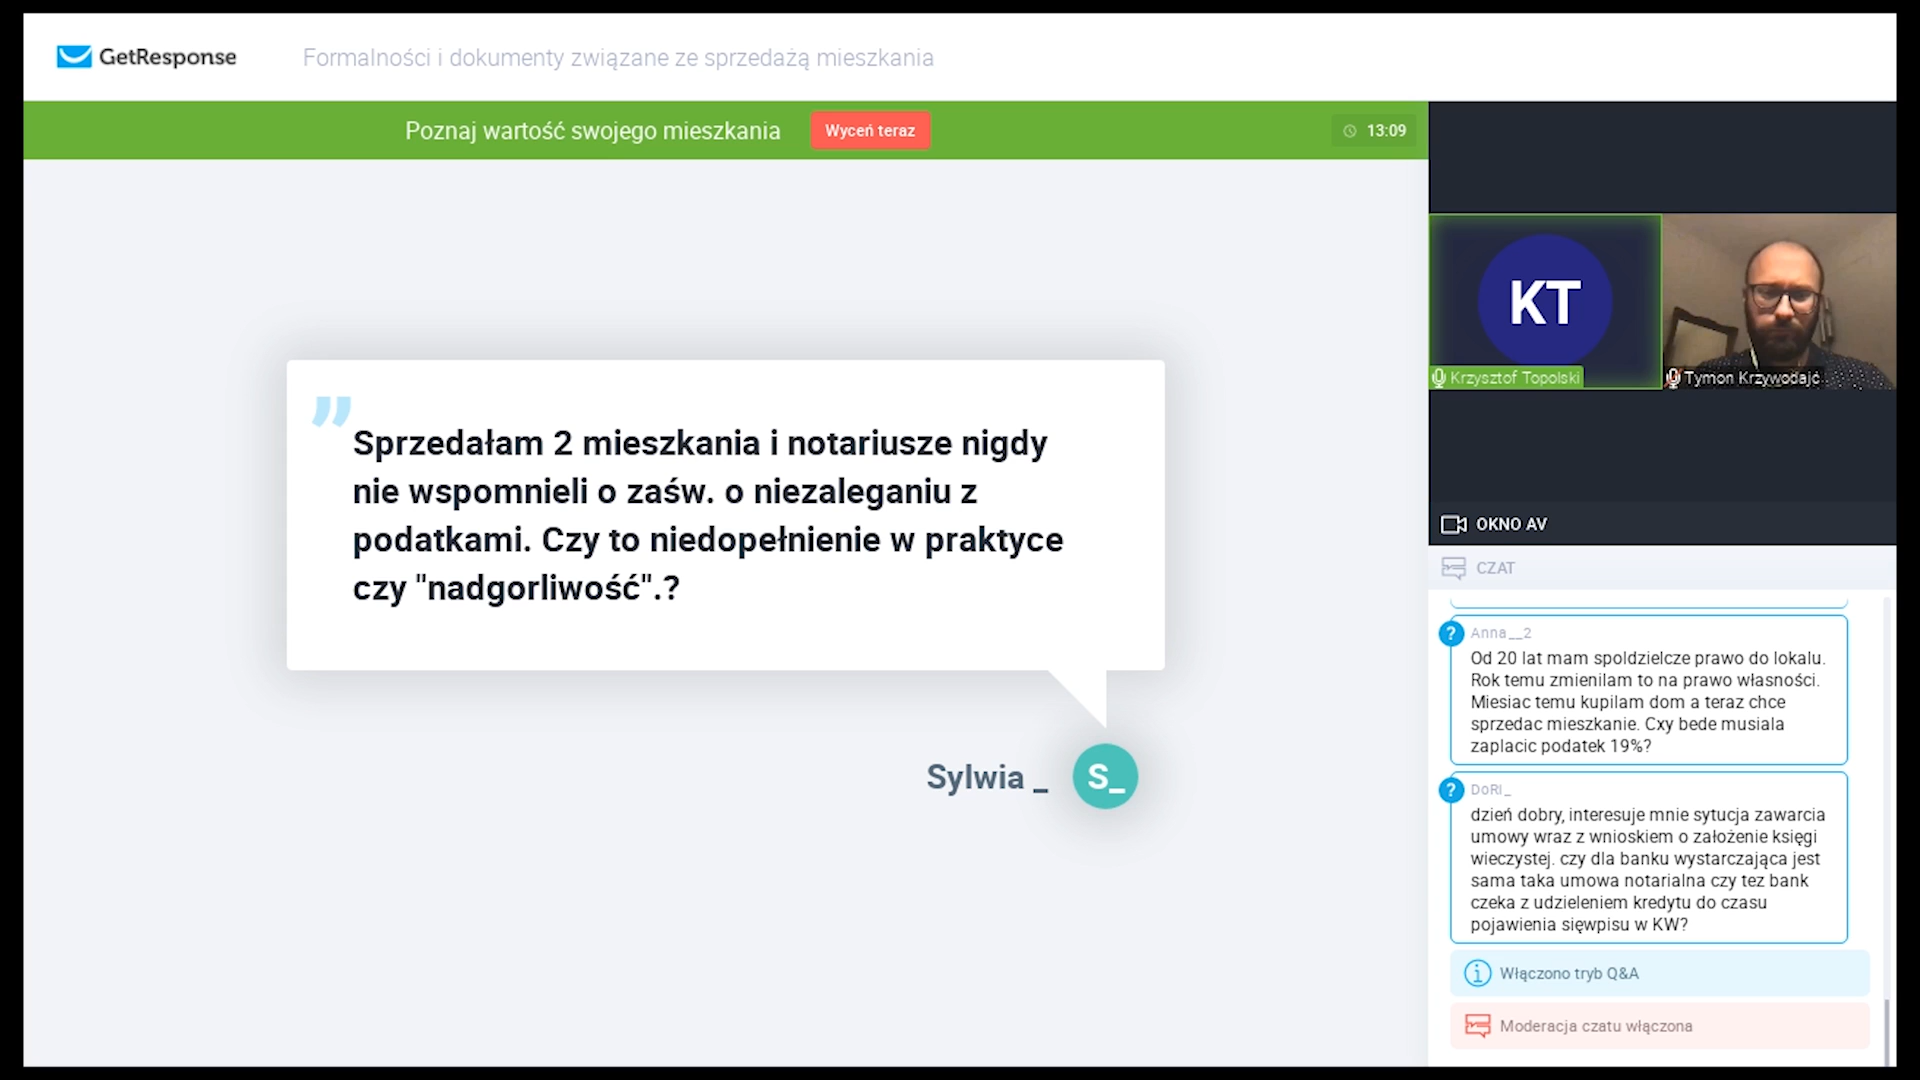 GetResponse
Formalności i dokumenty związane ze sprzedażą mieszkania
Poznaj wartość swojego mieszkania
Wyceń teraz
13:09
KT
Krzysztof Topolski
Tymon Krzywodajć
”
Sprzedałam 2 mieszkania i notariusze nigdy
nie wspomnieli o zaśw. o niezaleganiu z
podatkami. Czy to niedopełnienie w praktyce
czy "nadgorliwość".?
Sylwia _
S_
OKNO AV
CZAT
?
Anna__2
Od 20 lat mam spoldzielcze prawo do lokalu.
Rok temu zmienilam to na prawo własności.
Miesiac temu kupilam dom a teraz chce
sprzedac mieszkanie. Cxy bede musiala
zaplacic podatek 19%?
?
DoRI_
dzień dobry, interesuje mnie sytucja zawarcia
umowy wraz z wnioskiem o założenie księgi
wieczystej. czy dla banku wystarczająca jest
sama taka umowa notarialna czy tez bank
czeka z udzieleniem kredytu do czasu
pojawienia sięwpisu w KW?
Włączono tryb Q&A
Moderacja czatu włączona